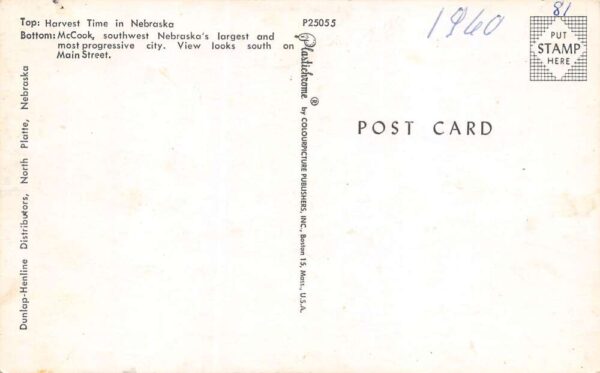 Top: Harvest Time in Nebraska
Bottom: McCook, southwest Nebraska's largest and
most progressive city. View looks south on
Main Street.
P25055
1960
81
PUT
STAMP
HERE
Plastichrome ® by COLOURPICTURE PUBLISHERS, INC., Boston 15, Mass., U.S.A.
POST CARD
Dunlap-Henline Distributors, North Platte, Nebraska